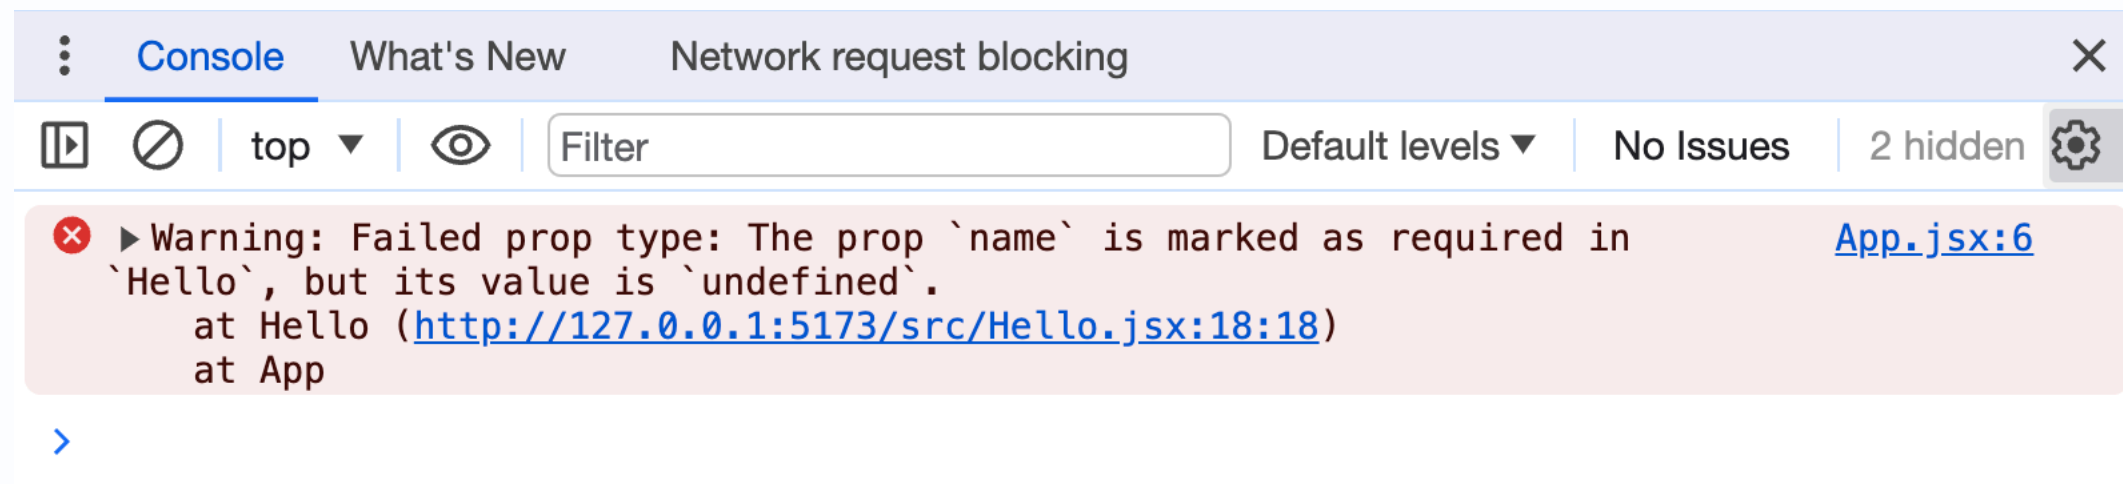 Console What's New Network request blocking
top Filter Default levels No Issues 2 hidden
Warning: Failed prop type: The prop `name` is marked as required in App.jsx:6
`Hello`, but its value is `undefined`.
at Hello (http://127.0.0.1:5173/src/Hello.jsx:18:18)
at App